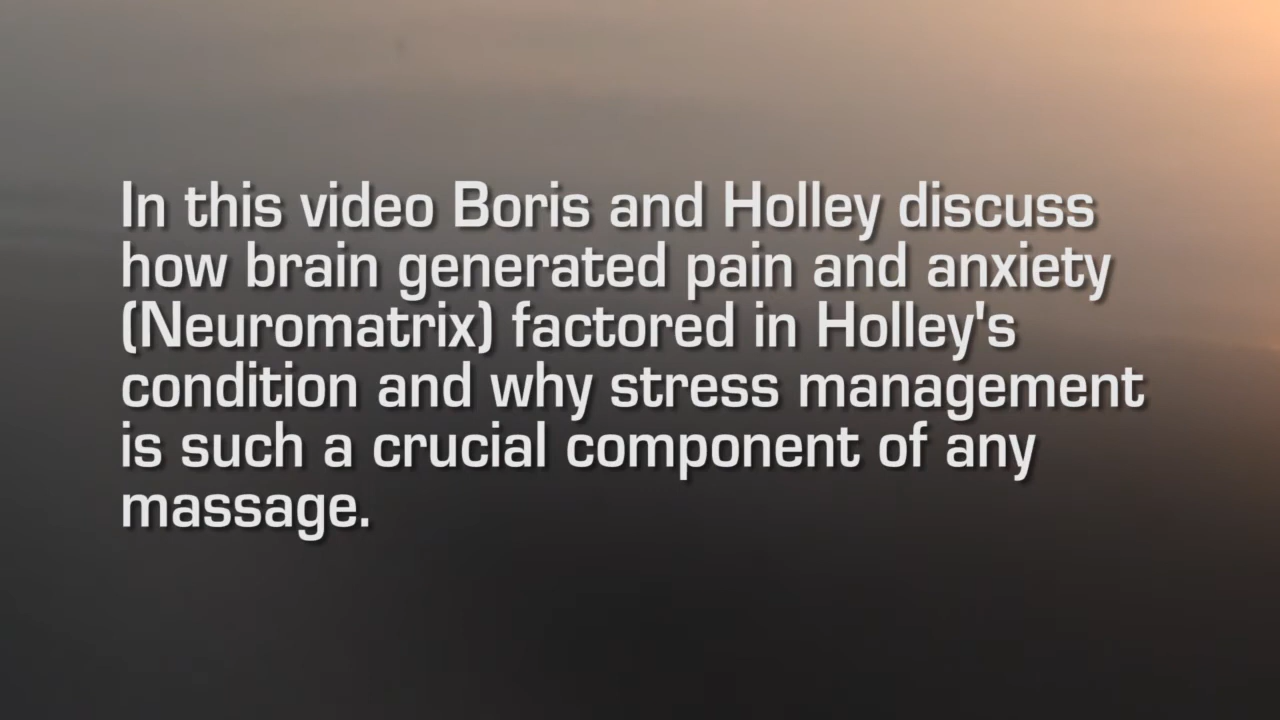 In this video Boris and Holley discuss
how brain generated pain and anxiety
(Neuromatrix) factored in Holley's
condition and why stress management
is such a crucial component of any
massage.